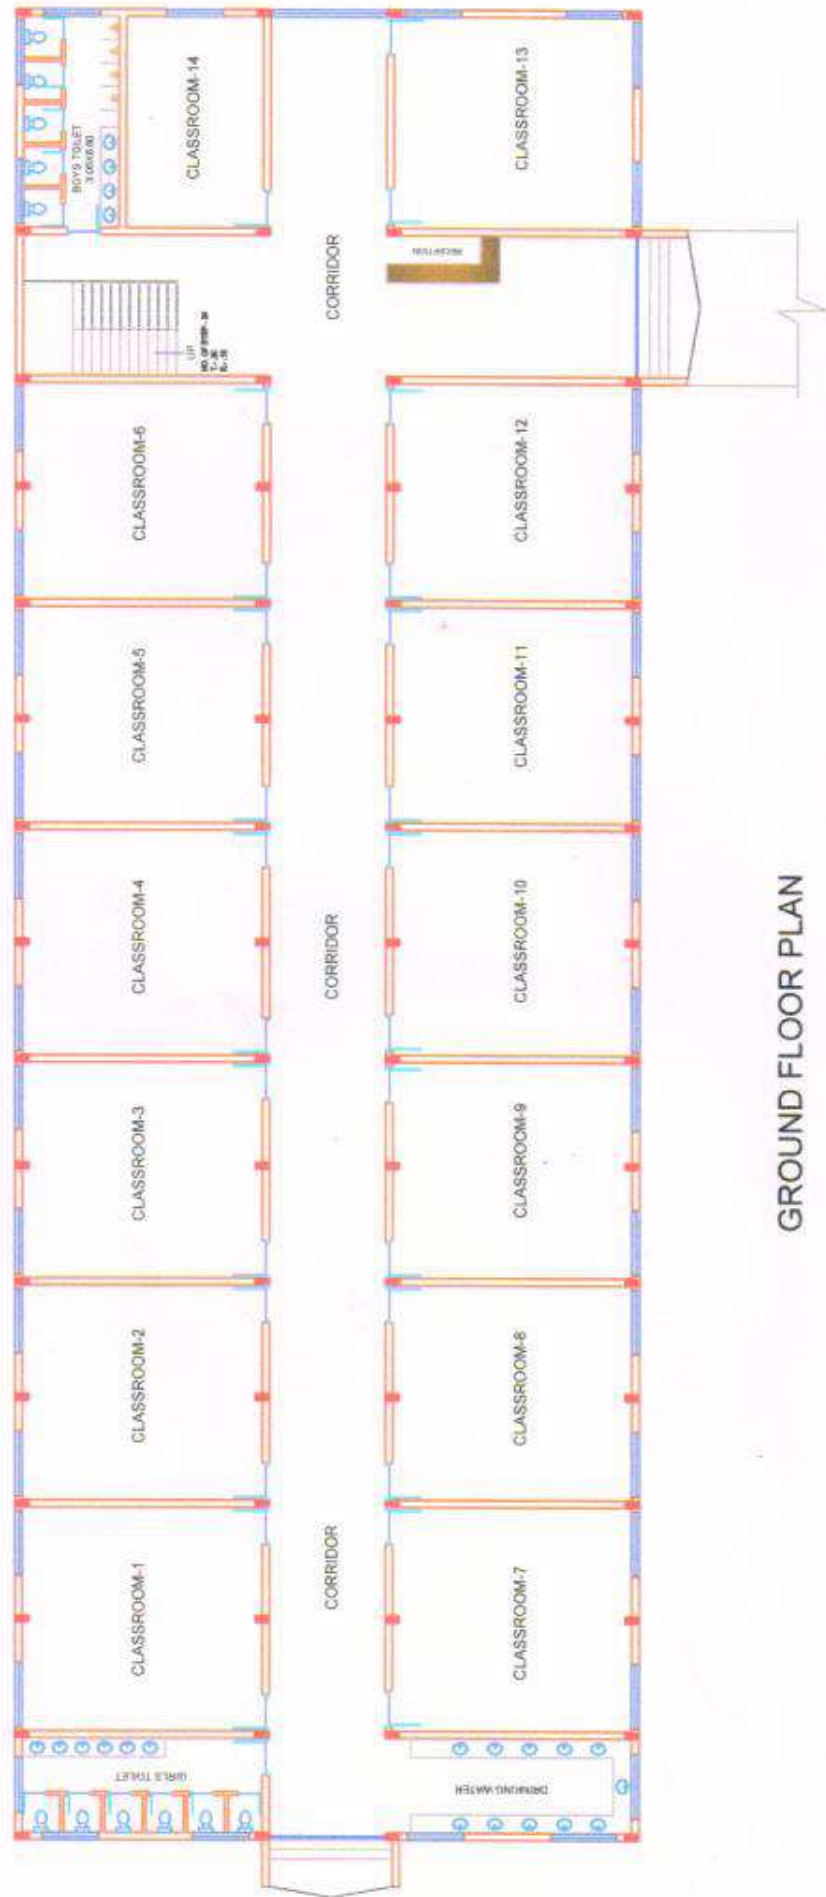 CLASSROOM-1
CLASSROOM-2
CLASSROOM-3
CLASSROOM-4
CLASSROOM-5
CLASSROOM-6
CLASSROOM-14
BOYS TOILET
GIRLS TOILET
UP
CORRIDOR
CORRIDOR
CORRIDOR
RECEPTION
DRINKING WATER
CLASSROOM-7
CLASSROOM-8
CLASSROOM-9
CLASSROOM-10
CLASSROOM-11
CLASSROOM-12
CLASSROOM-13
GROUND FLOOR PLAN